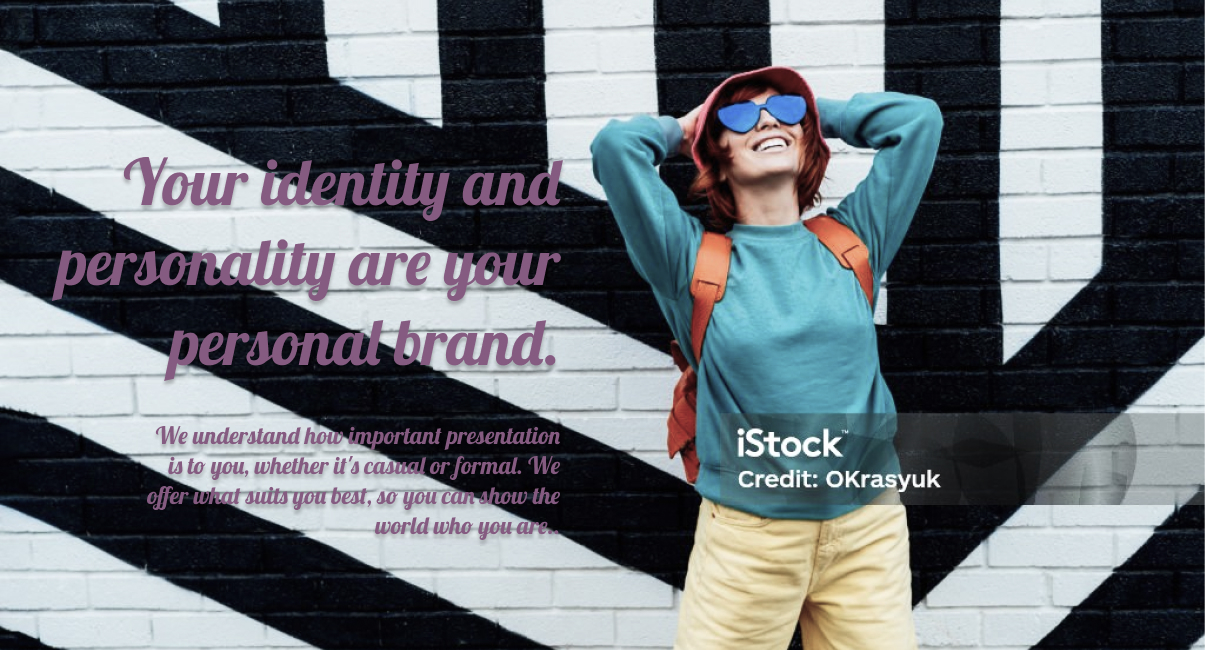 Your identity and
personality are your
personal brand.
We understand how important presentation
is to you, whether it's casual or formal. We
offer what suits you best, so you can show the
world who you are..
iStock™
Credit: OKrasyuk